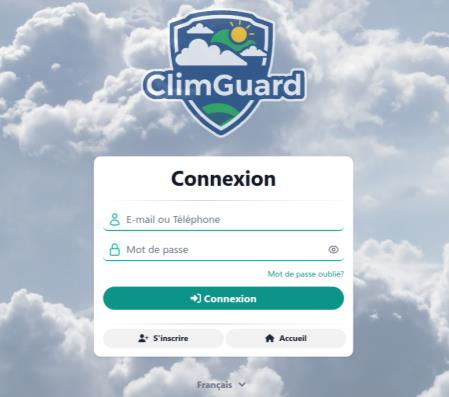 ClimGuard
Connexion
E-mail ou Téléphone
Mot de passe
Mot de passe oublié?
Connexion
S'inscrire
Accueil
Français